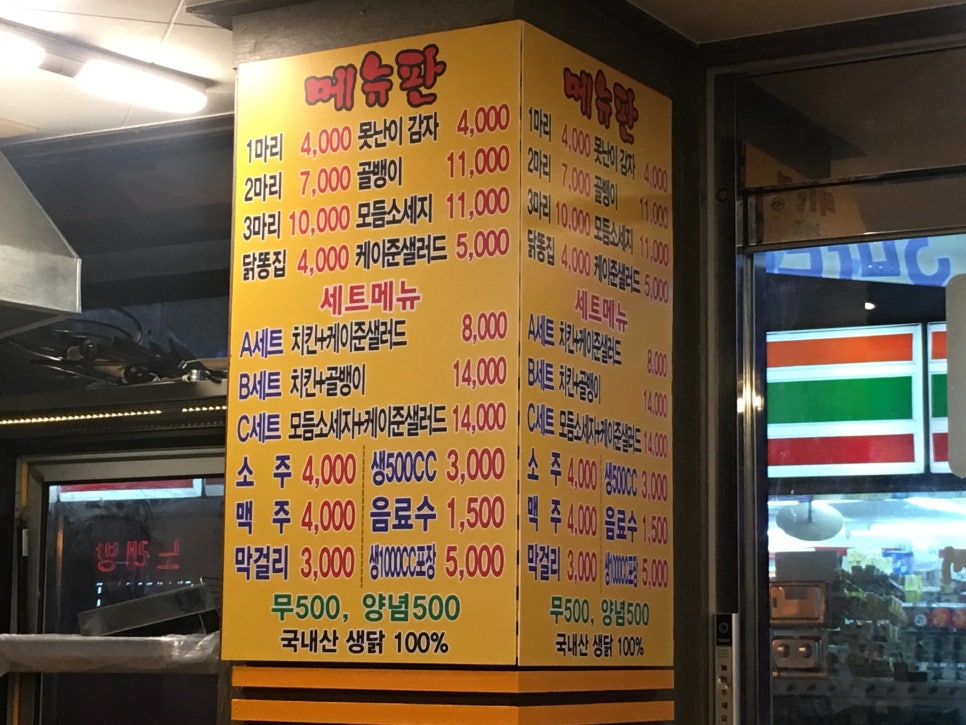 메뉴판
1마리 4,000 못난이 감자 4,000
2마리 7,000 골뱅이 11,000
3마리 10,000 모듬소세지 11,000
닭똥집 4,000 케이준샐러드 5,000
세트메뉴
A세트 치킨+케이준샐러드 8,000
B세트 치킨+골뱅이 14,000
C세트 모듬소세자+케이준샐러드 14,000
소 주 4,000 생500CC 3,000
맥 주 4,000 음료수 1,500
막걸리 3,000 생1000CC포장 5,000
무500, 양념500
국내산 생닭 100%
메뉴판
1마리 4,000 못난이 감자 4,000
2마리 7,000 골뱅이 11,000
3마리 10,000 모듬소세지 11,000
닭똥집 4,000 케이준샐러드 5,000
세트메뉴
A세트 치킨+케이준샐러드 8,000
B세트 치킨+골뱅이 14,000
C세트 모듬소세자+케이준샐러드 14,000
소 주 4,000 생500CC 3,000
맥 주 4,000 음료수 1,500
막걸리 3,000 생1000CC포장 5,000
무500, 양념500
국내산 생닭 100%